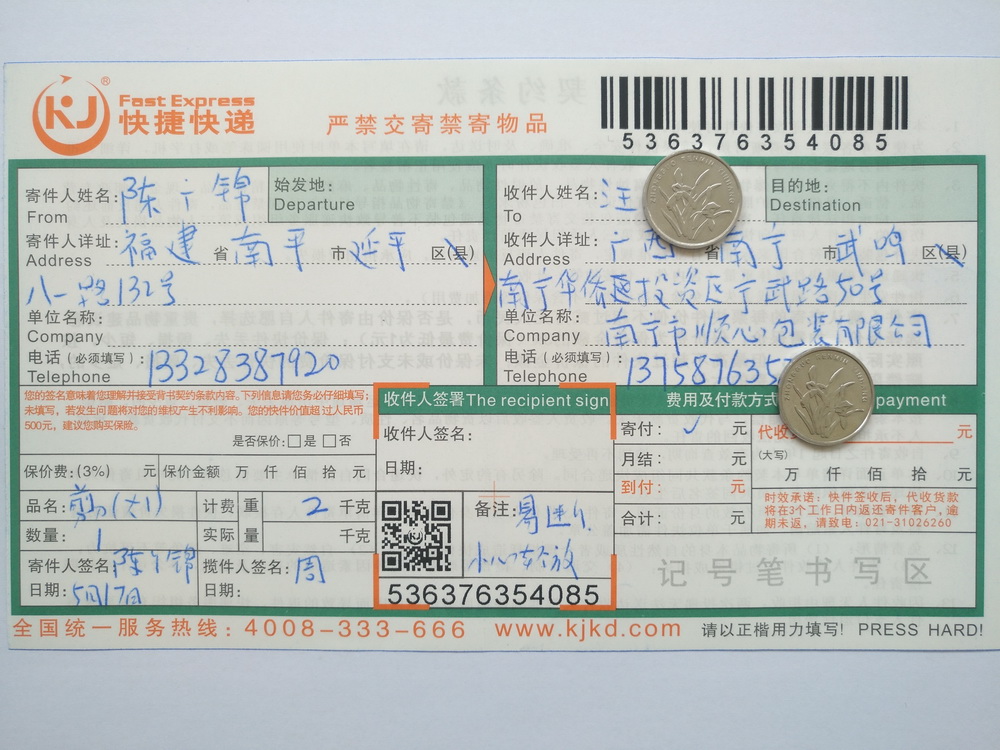 KJ ® Fast Express
快捷快递
严禁交寄禁寄物品
536376354085
寄件人姓名: 陈广锦
From
始发地:
Departure
寄件人详址: 福建 省 南平 市 延平 区(县)
Address
八一路132号
单位名称:
Company
电话(必须填写): 13328387920
Telephone
收件人姓名: 汪
To
目的地:
Destination
收件人详址: 广西 省 南宁 市 武鸣 区(县)
Address
南宁华侨投资区宁武路50号
单位名称: 南宁市顺心包装有限公司
Company
电话(必须填写): 1375876357
Telephone
您的签名意味着您理解并接受背书契约条款内容。下列信息请您务必仔细填写;
未填写,若发生问题将对您的维权产生不利影响。您的快件价值超过人民币
500元,建议您购买保险。
是否保价: □是 □否
保价费:(3%) 元 保价金额 万 仟 佰 拾 元
品名: 剪刀(大) 计费重量 2 千克
数量: 1 实际重量 千克
寄件人签名: 陈广锦
日期: 5月17日
揽件人签名: 周
日期:
收件人签署The recipient sign
收件人签名:
日期:
备注:
536376354085
费用及付款方式 payment
寄付: ✓ 元
月结: 元
到付: 元
合计: 元
代收 元
(大写)
万 仟 佰 拾 元
时效承诺:快件签收后,代收货款
将在3个工作日内返还寄件客户,逾
期未返,请致电:021-31026260
记号笔书写区
全国统一服务热线:4008-333-666 www.kjkd.com 请以正楷用力填写! PRESS HARD!